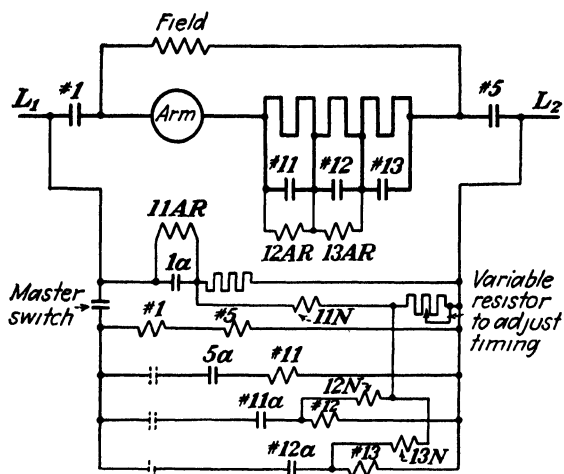 Field
L1
#1
Arm
#5
L2
#11
#12
#13
11AR
12AR
13AR
1a
Master
switch
11N
Variable
resistor
to adjust
timing
#1
#5
5a
#11
12N
#11a
#12
#12a
#13
13N